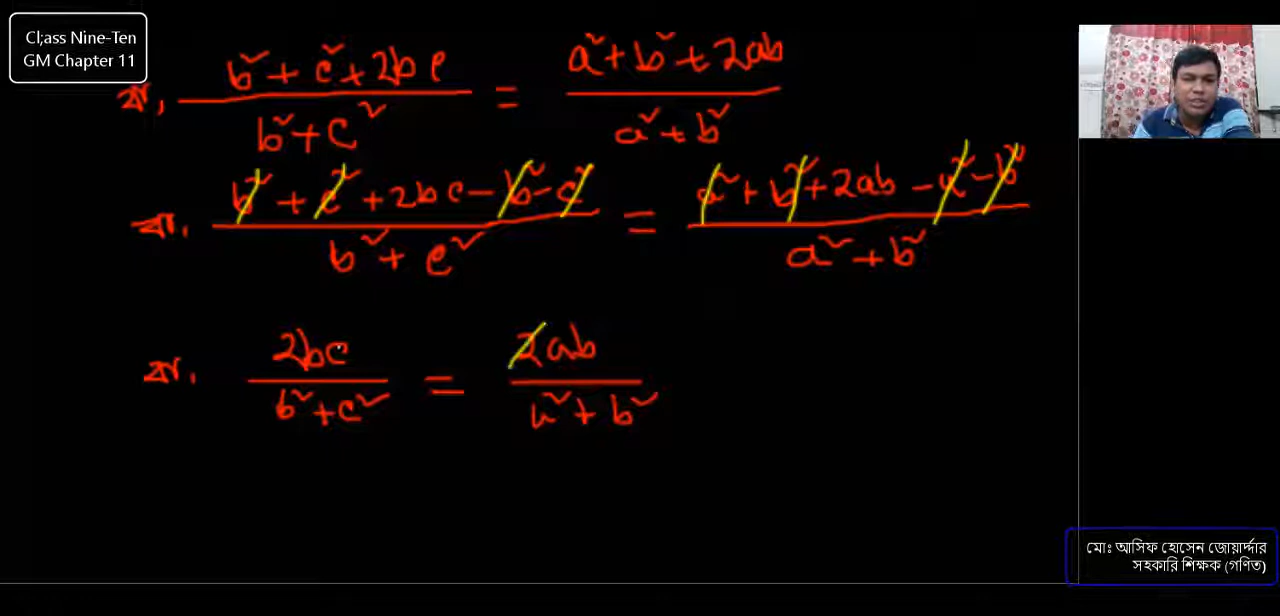 Cl;ass Nine-Ten
GM Chapter 11
বা, b² + c² + 2bc / b² + c² = a² + b² + 2ab / a² + b²
বা, b² + c² + 2bc - b² - c² / b² + c² = a² + b² + 2ab - a² - b² / a² + b²
বা, 2bc / b² + c² = 2ab / a² + b²
মোঃ আসিফ হোসেন জোয়ার্দ্দার
সহকারি শিক্ষক (গণিত)